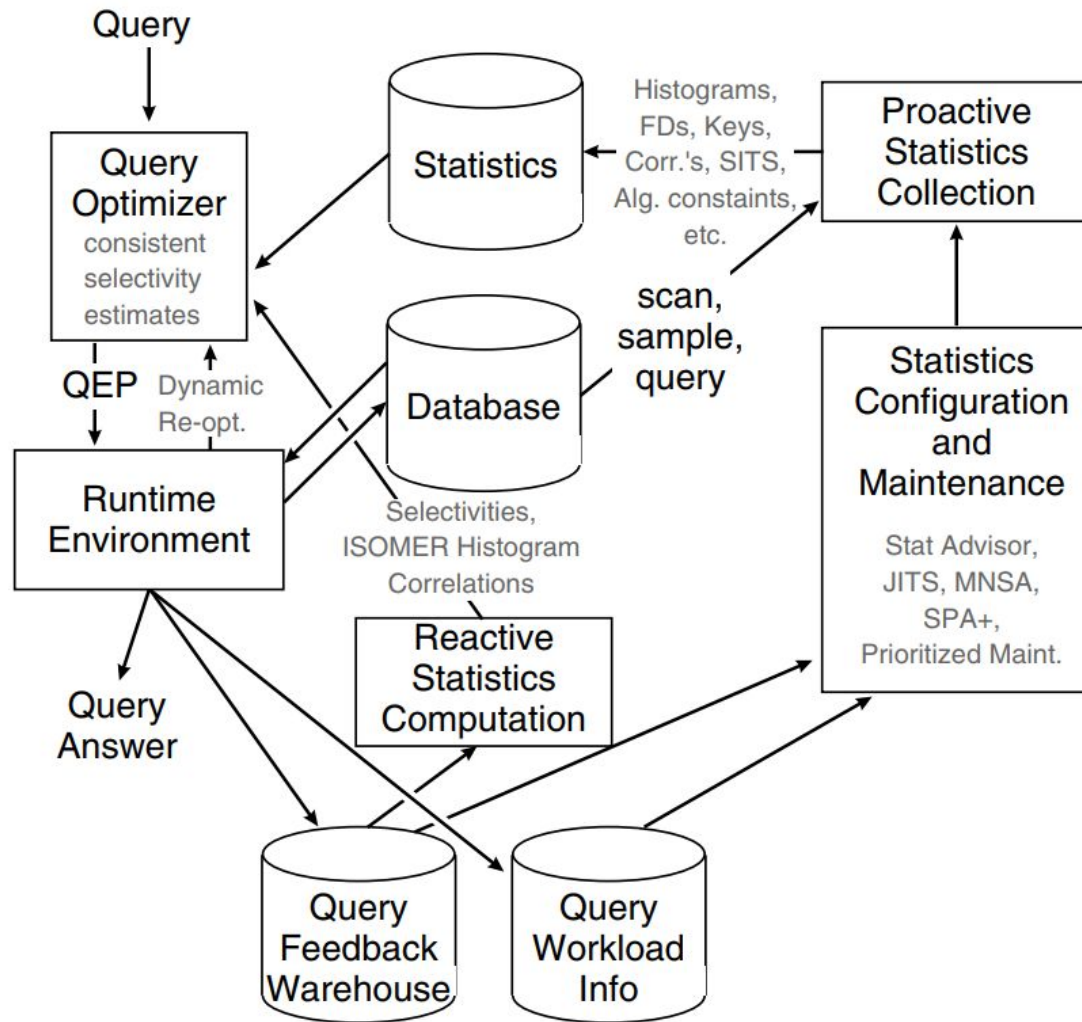 Query
Query
Optimizer
consistent
selectivity
estimates
Statistics
Histograms,
FDs, Keys,
Corr.'s, SITS,
Alg. constaints,
etc.
Proactive
Statistics
Collection
scan,
sample,
query
QEP
Dynamic
Re-opt.
Database
Statistics
Configuration
and
Maintenance
Stat Advisor,
JITS, MNSA,
SPA+,
Prioritized Maint.
Runtime
Environment
Selectivities,
ISOMER Histogram
Correlations
Reactive
Statistics
Computation
Query
Answer
Query
Feedback
Warehouse
Query
Workload
Info